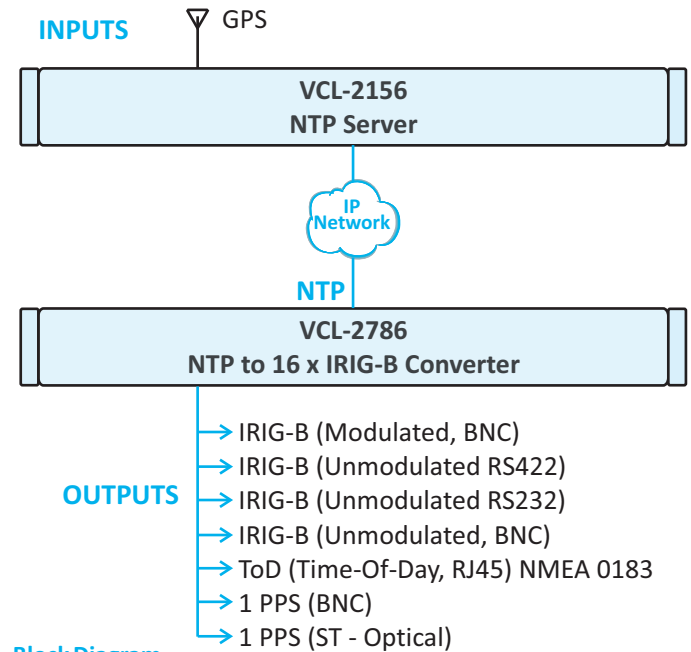 INPUTS
GPS
VCL-2156
NTP Server
IP
Network
NTP
VCL-2786
NTP to 16 x IRIG-B Converter
OUTPUTS
IRIG-B (Modulated, BNC)
IRIG-B (Unmodulated RS422)
IRIG-B (Unmodulated RS232)
IRIG-B (Unmodulated, BNC)
ToD (Time-Of-Day, RJ45) NMEA 0183
1 PPS (BNC)
1 PPS (ST - Optical)
Block Diagram